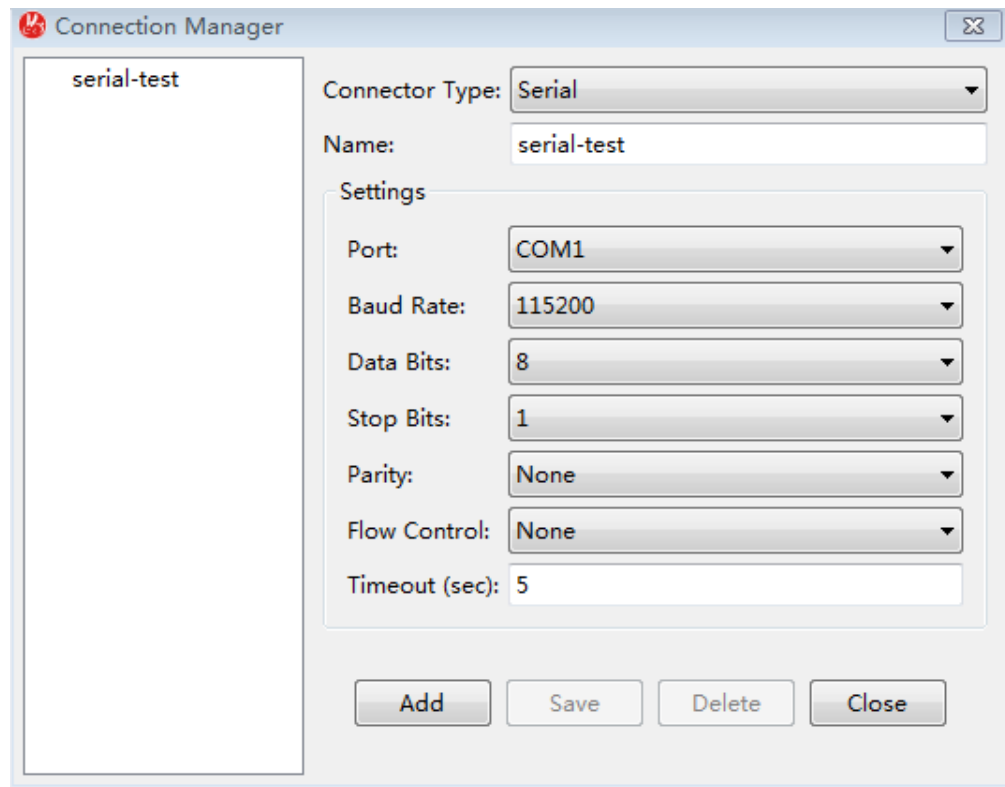 Connection Manager
serial-test
Connector Type: Serial
Name: serial-test
Settings
Port: COM1
Baud Rate: 115200
Data Bits: 8
Stop Bits: 1
Parity: None
Flow Control: None
Timeout (sec): 5
Add Save Delete Close